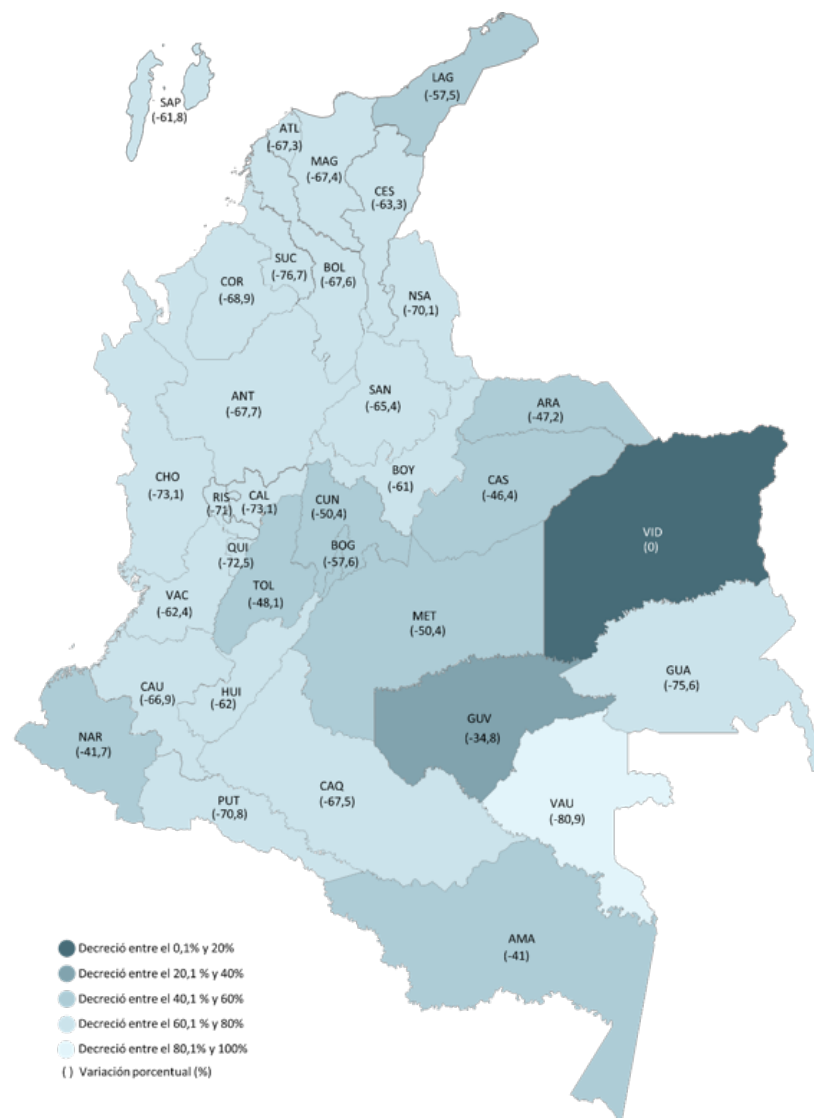 LAG
(-57,5)
SAP
(-61,8)
ATL
(-67,3)
MAG
(-67,4)
CES
(-63,3)
SUC
(-76,7)
BOL
(-67,6)
COR
(-68,9)
NSA
(-70,1)
ANT
(-67,7)
SAN
(-65,4)
ARA
(-47,2)
CHO
(-73,1)
RIS
(-71)
CAL
(-73,1)
CUN
(-50,4)
BOY
(-61)
CAS
(-46,4)
VID
(0)
QUI
(-72,5)
BOG
(-57,6)
TOL
(-48,1)
VAC
(-62,4)
MET
(-50,4)
GUA
(-75,6)
CAU
(-66,9)
HUI
(-62)
NAR
(-41,7)
GUV
(-34,8)
CAQ
(-67,5)
PUT
(-70,8)
VAU
(-80,9)
AMA
(-41)
Decreció entre el 0,1% y 20%
Decreció entre el 20,1 % y 40%
Decreció entre el 40,1 % y 60%
Decreció entre el 60,1 % y 80%
Decreció entre el 80,1% y 100%
( ) Variación porcentual (%)